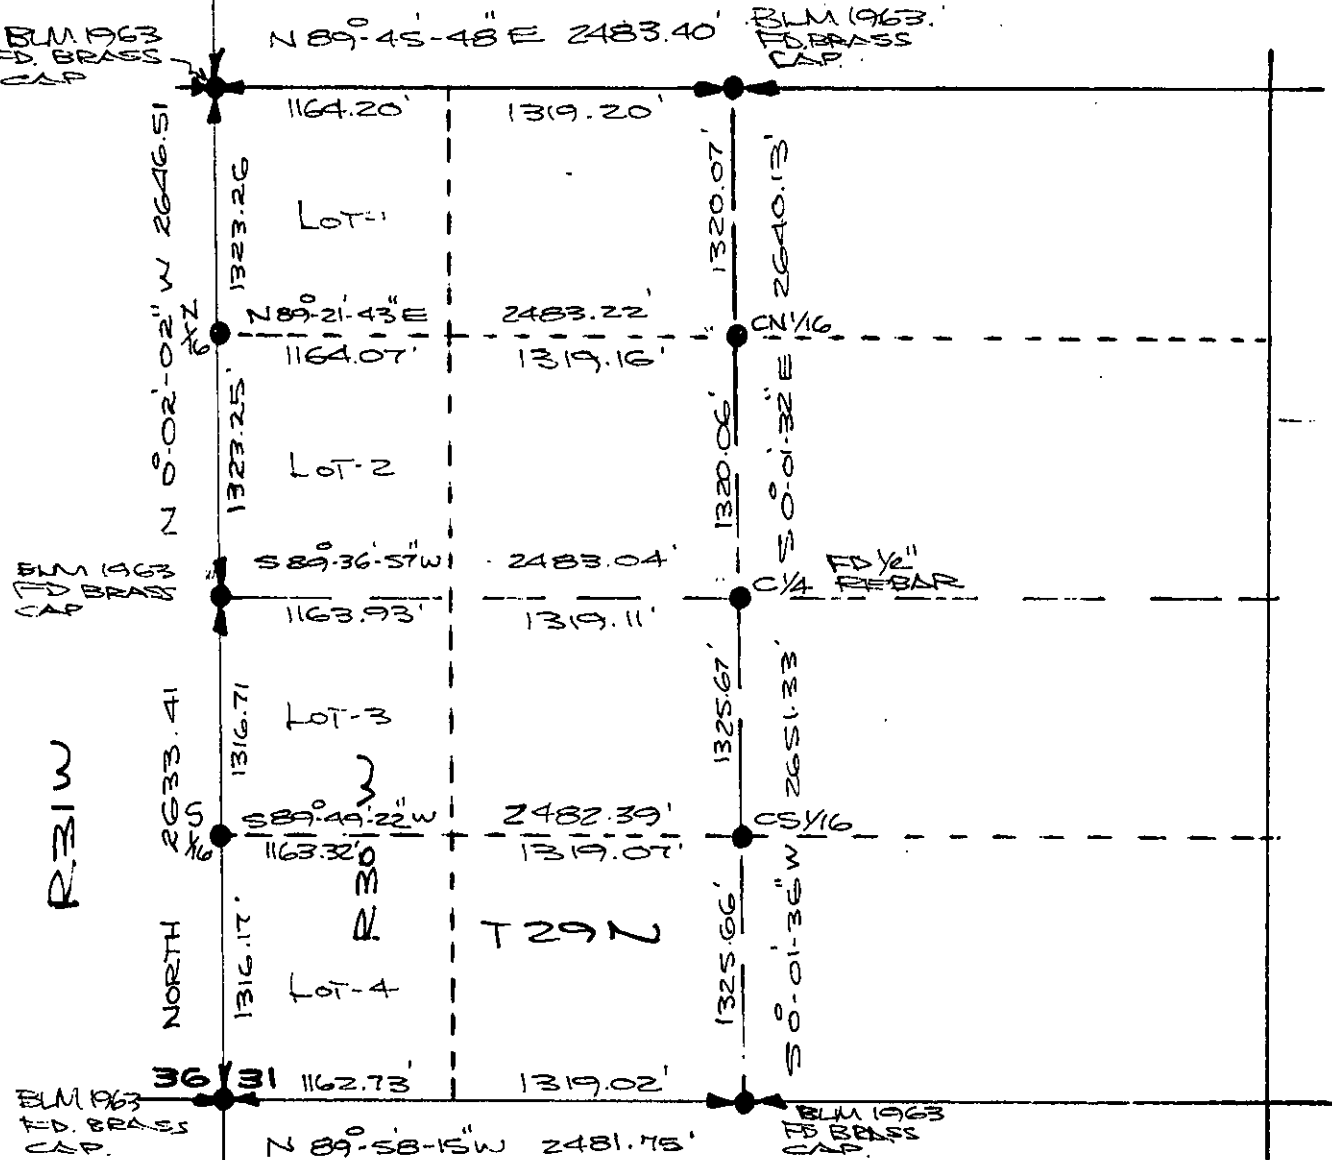 BLM 1963
FD. BRASS
CAP
N 89°-45'-48" E 2483.40'
BLM 1963.
FD. BRASS
CAP.
1164.20'
1319.20'
N 0°-02'-02" W 2646.51
1323.26
LOT-1
1320.07'
S 0°-01'-32" E 2640.13'
N 1/16
N 89°-21'-43" E
2483.22'
CN 1/16
1164.07'
1319.16'
1323.25'
LOT-2
1320.06'
BLM 1963
FD BRASS
CAP
S 89°-36'-57" W
2483.04'
C 1/4
FD 1/2"
REBAR
1163.93'
1319.11'
NORTH 2633.41
1316.71
LOT-3
1325.67'
S 0°-01'-36" W 2651.33'
R31W
R30W
S 1/16
S 89°-49'-22" W
2482.39'
CS 1/16
1163.32'
1319.07'
T29N
1316.17'
LOT-4
1325.66'
36
31
1162.73'
1319.02'
BLM 1963
FD. BRASS
CAP.
N 89°-58'-15" W 2481.75'
BLM 1963
FD BRASS
CAP.